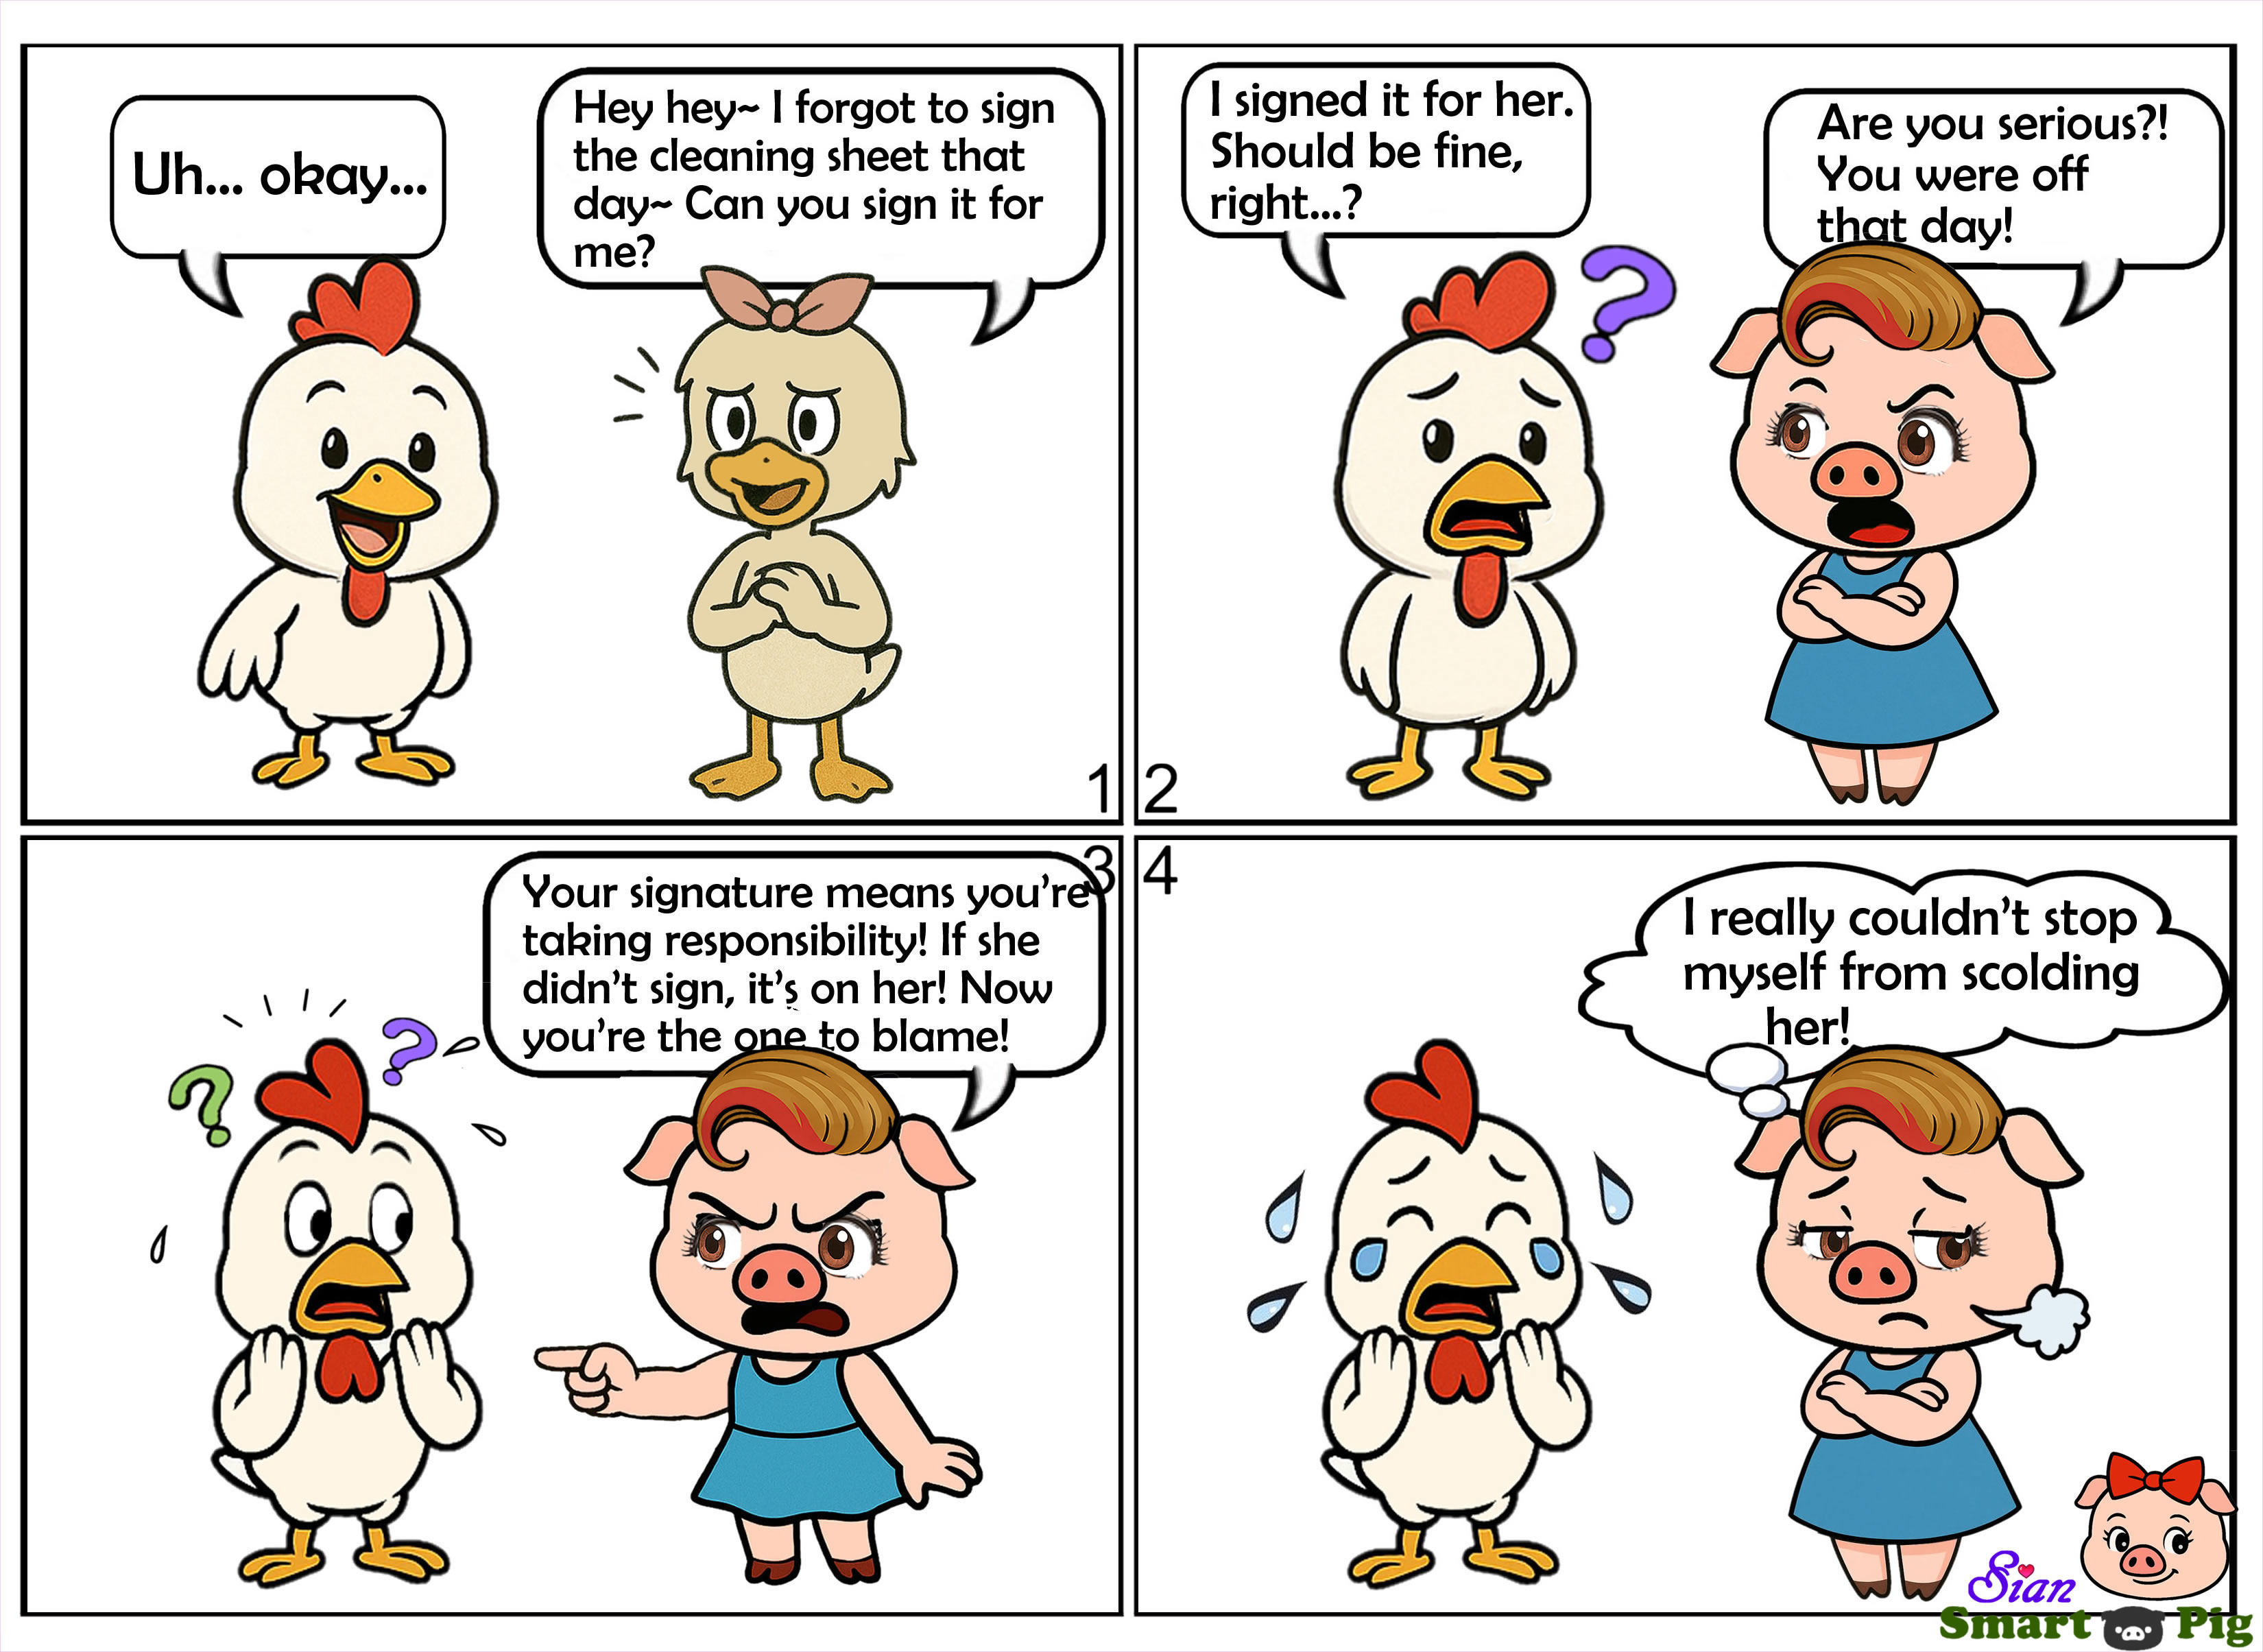 Uh... okay...
Hey hey~ I forgot to sign
the cleaning sheet that
day~ Can you sign it for
me?
1
I signed it for her.
Should be fine,
right...?
?
Are you serious?!
You were off
that day!
2
3
Your signature means you're
taking responsibility! If she
didn't sign, it's on her! Now
you're the one to blame!
?
?
4
I really couldn't stop
myself from scolding
her!
Sian
Smart Pig